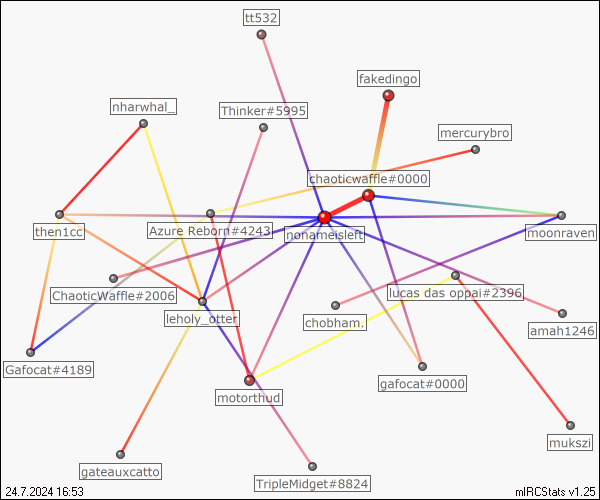 tt532
fakedingo
nharwhal_
Thinker#5995
mercurybro
chaoticwaffle#0000
then1cc
Azure Reborn#4243
nonameisleft
moonraven
ChaoticWaffle#2006
lucas das oppai#2396
leholy_otter
chobham.
amah1246
Gafocat#4189
gafocat#0000
motorthud
mukszi
gateauxcatto
TripleMidget#8824
24.7.2024 16:53
mIRCStats v1.25